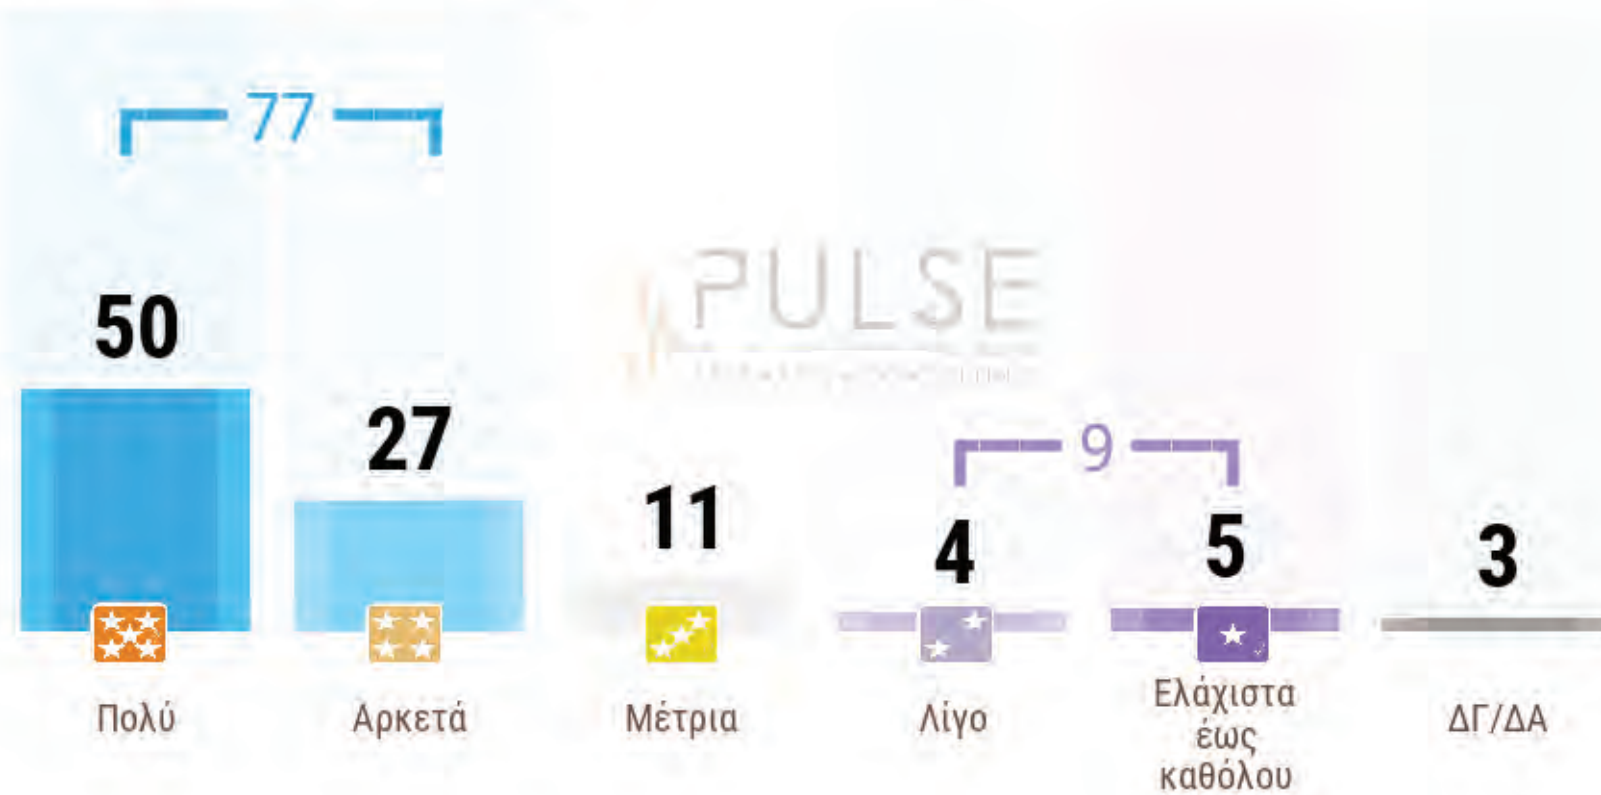 77
50
27
11
9
4
5
3
PULSE
Πολύ
Αρκετά
Μέτρια
Λίγο
Ελάχιστα
έως
καθόλου
ΔΓ/ΔΑ